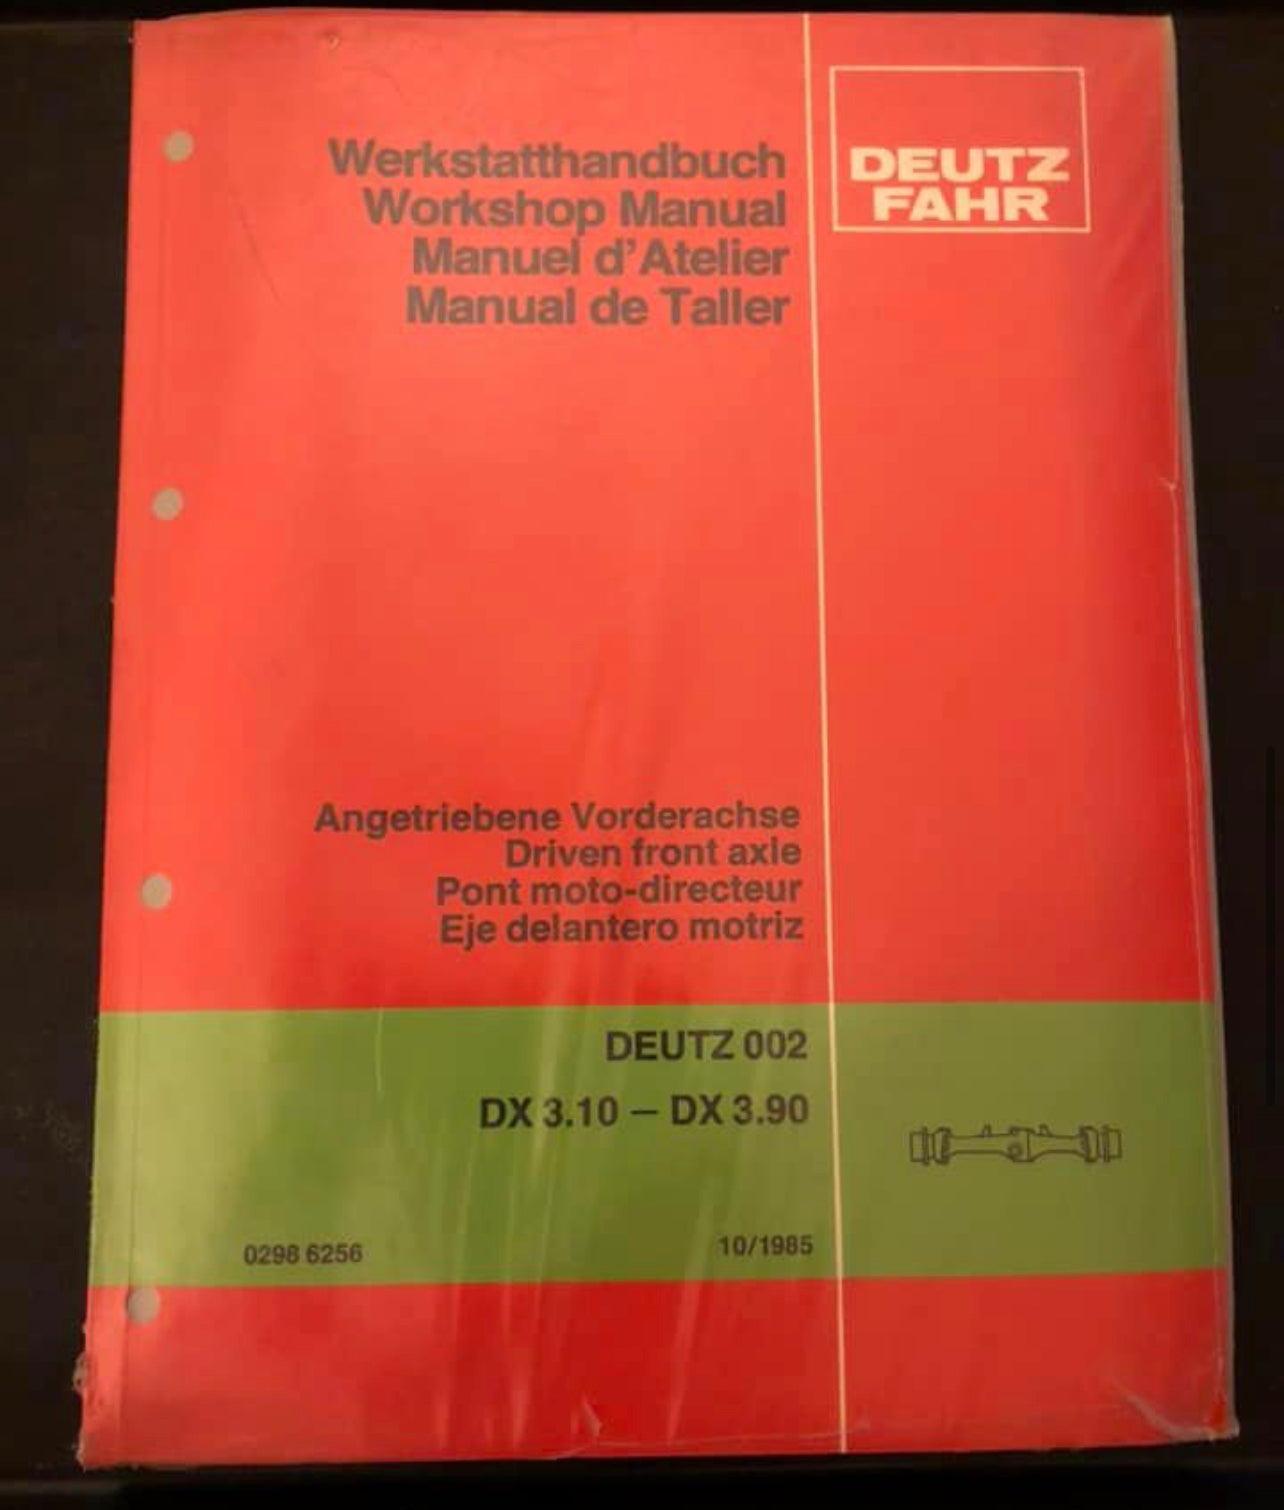 Werkstatthandbuch
Workshop Manual
Manuel d'Atelier
Manual de Taller
DEUTZ
FAHR
Angetriebene Vorderachse
Driven front axle
Pont moto-directeur
Eje delantero motriz
DEUTZ 002
DX 3.10 – DX 3.90
0298 6256
10/1985